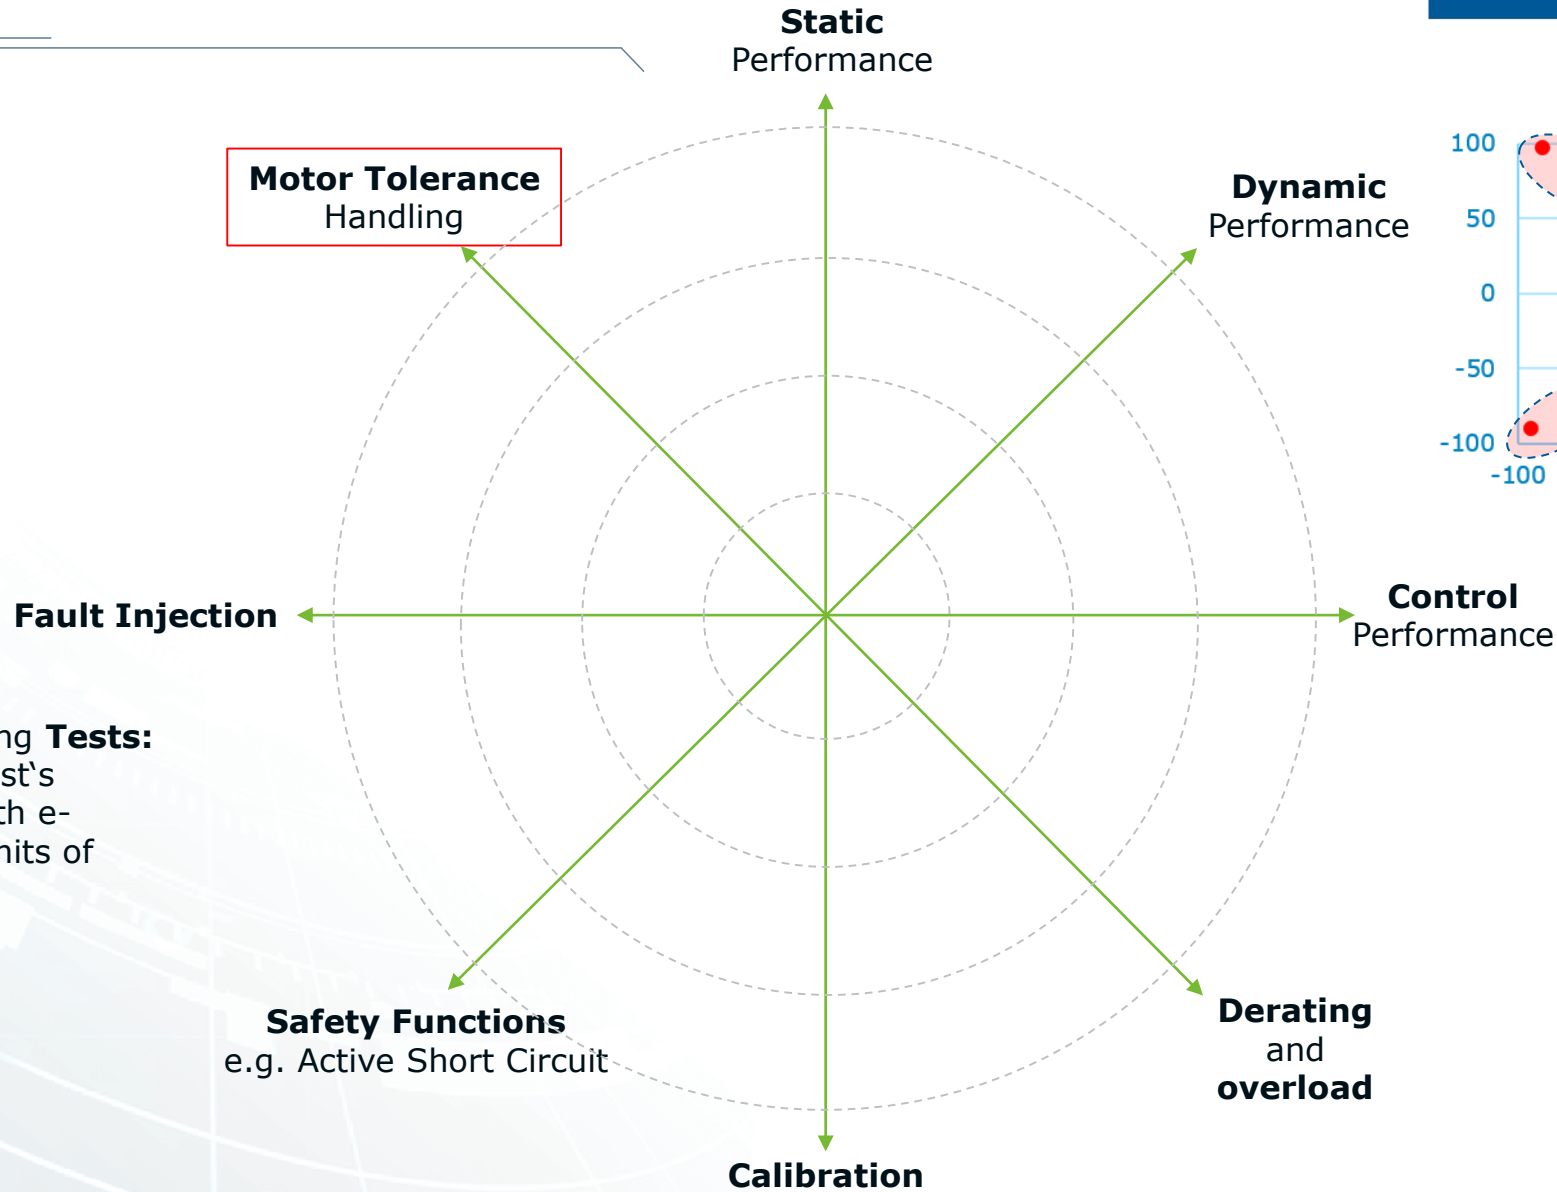 Static
Performance
Motor Tolerance
Handling
Dynamic
Performance
100
50
0
-50
-100
-100
Fault Injection
Control
Performance
ng Tests:
st‘s
th e-
nits of
Safety Functions
e.g. Active Short Circuit
Derating
and
overload
Calibration